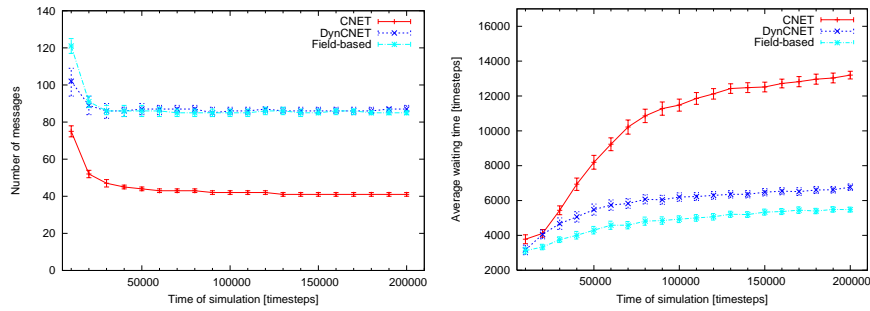 140
120
100
80
60
40
20
0
Number of messages
CNET
DynCNET
Field-based
50000 100000 150000 200000
Time of simulation [timesteps]
16000
14000
12000
10000
8000
6000
4000
2000
Average waiting time [timesteps]
CNET
DynCNET
Field-based
50000 100000 150000 200000
Time of simulation [timesteps]